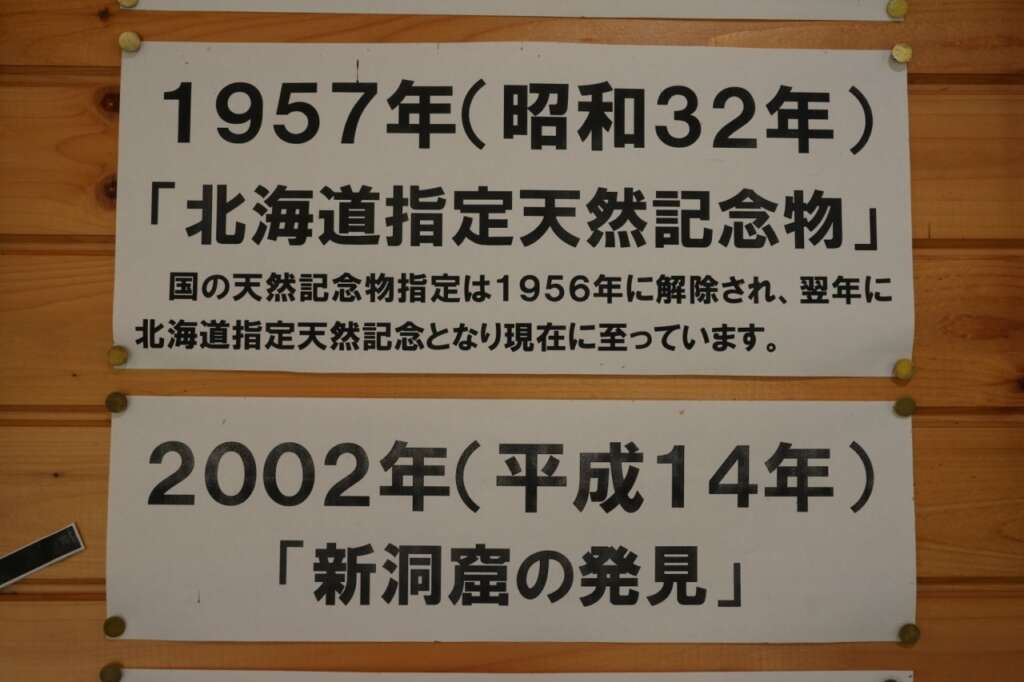 1957年(昭和32年)
「北海道指定天然記念物」
国の天然記念物指定は1956年に解除され、翌年に
北海道指定天然記念となり現在に至っています。
2002年(平成14年)
「新洞窟の発見」